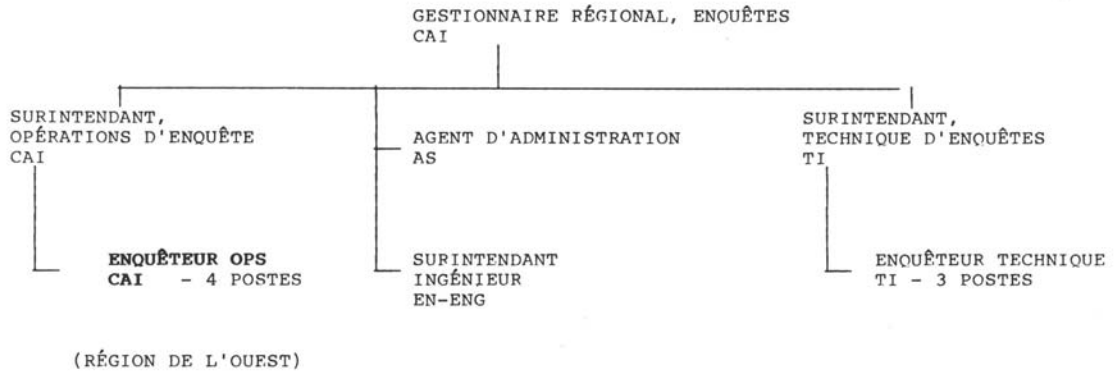 GESTIONNAIRE RÉGIONAL, ENQUÊTES
CAI
SURINTENDANT,
OPÉRATIONS D'ENQUÊTE
CAI
AGENT D'ADMINISTRATION
AS
SURINTENDANT,
TECHNIQUE D'ENQUÊTES
TI
ENQUÊTEUR OPS
CAI - 4 POSTES
SURINTENDANT
INGÉNIEUR
EN-ENG
ENQUÊTEUR TECHNIQUE
TI - 3 POSTES
(RÉGION DE L'OUEST)